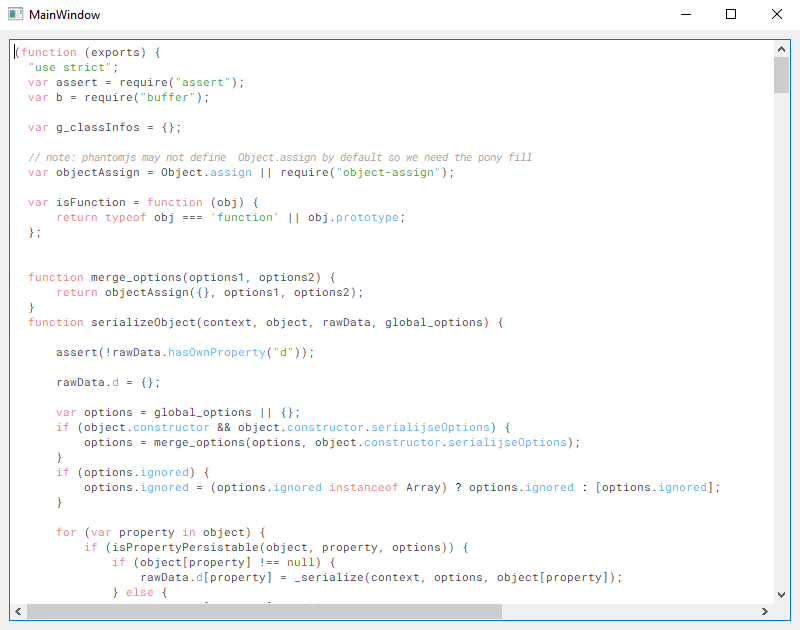 MainWindow
(function (exports) {
"use strict";
var assert = require("assert");
var b = require("buffer");
var g_classInfos = {};
// note: phantomjs may not define  Object.assign by default so we need the pony fill
var objectAssign = Object.assign || require("object-assign");
var isFunction = function (obj) {
return typeof obj === 'function' || obj.prototype;
};
function merge_options(options1, options2) {
return objectAssign({}, options1, options2);
}
function serializeObject(context, object, rawData, global_options) {
assert(!rawData.hasOwnProperty("d"));
rawData.d = {};
var options = global_options || {};
if (object.constructor && object.constructor.serialijseOptions) {
options = merge_options(options, object.constructor.serialijseOptions);
}
if (options.ignored) {
options.ignored = (options.ignored instanceof Array) ? options.ignored : [options.ignored];
}
for (var property in object) {
if (isPropertyPersistable(object, property, options)) {
if (object[property] !== null) {
rawData.d[property] = _serialize(context, options, object[property]);
} else {